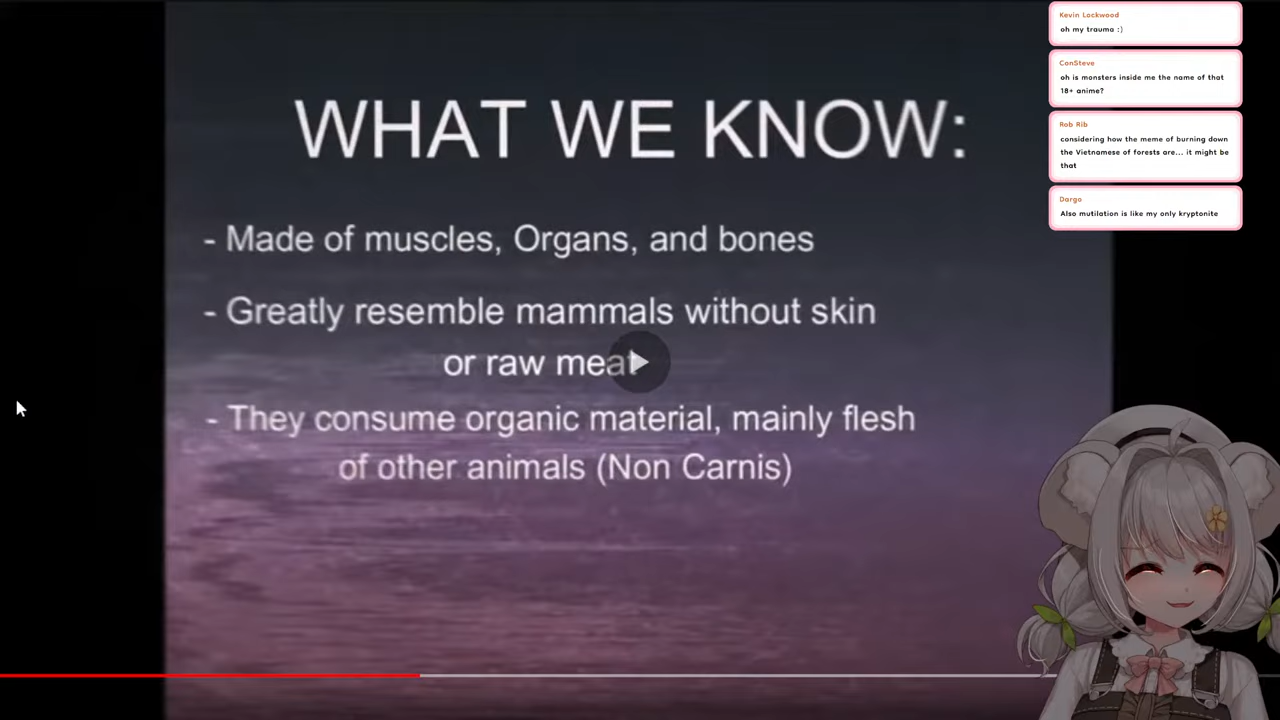 WHAT WE KNOW:
- Made of muscles, Organs, and bones
- Greatly resemble mammals without skin
or raw meat
- They consume organic material, mainly flesh
of other animals (Non Carnis)
Kevin Lockwood
oh my trauma :)
ConSteve
oh is monsters inside me the name of that
18+ anime?
Rob Rib
considering how the meme of burning down
the Vietnamese of forests are... it might be
that
Dargo
Also mutilation is like my only kryptonite